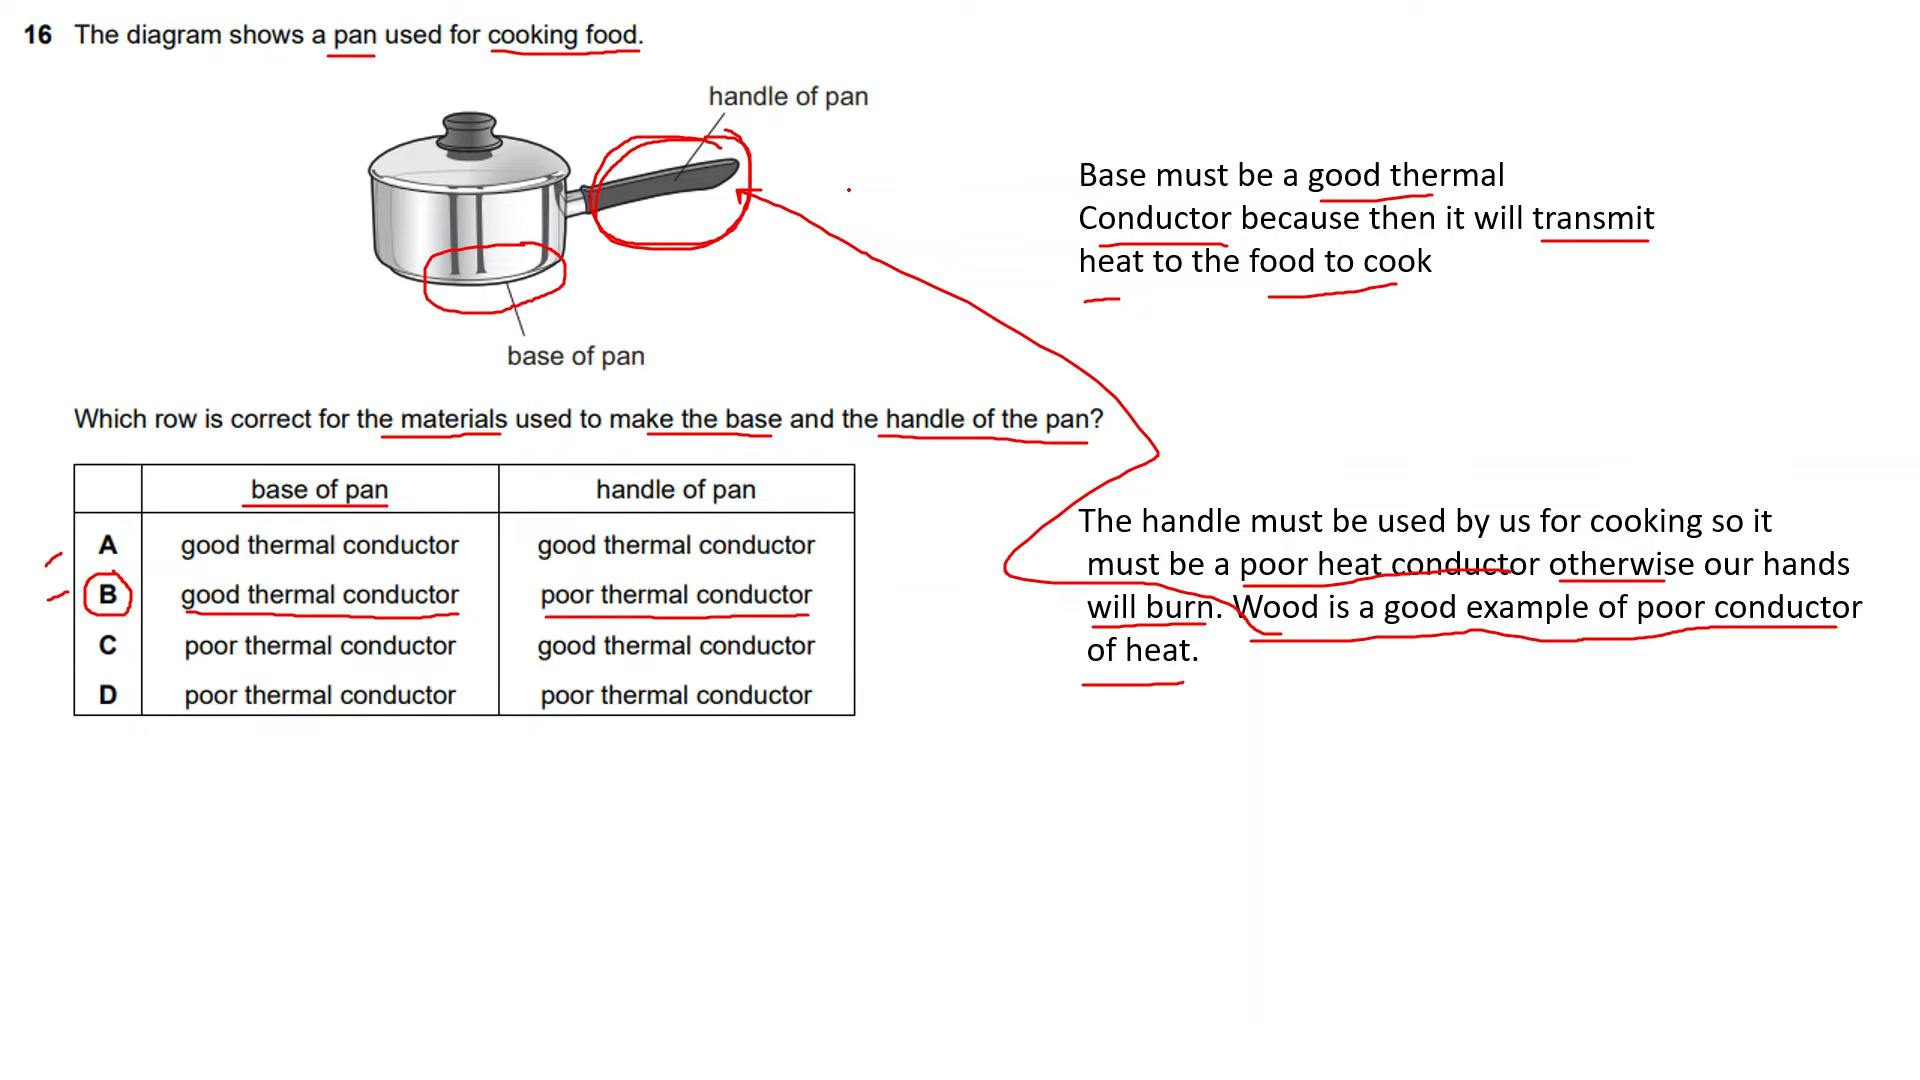 16 The diagram shows a pan used for cooking food.
handle of pan
base of pan
Base must be a good thermal
Conductor because then it will transmit
heat to the food to cook
Which row is correct for the materials used to make the base and the handle of the pan?
base of pan handle of pan
A good thermal conductor good thermal conductor
B good thermal conductor poor thermal conductor
C poor thermal conductor good thermal conductor
D poor thermal conductor poor thermal conductor
The handle must be used by us for cooking so it
must be a poor heat conductor otherwise our hands
will burn. Wood is a good example of poor conductor
of heat.